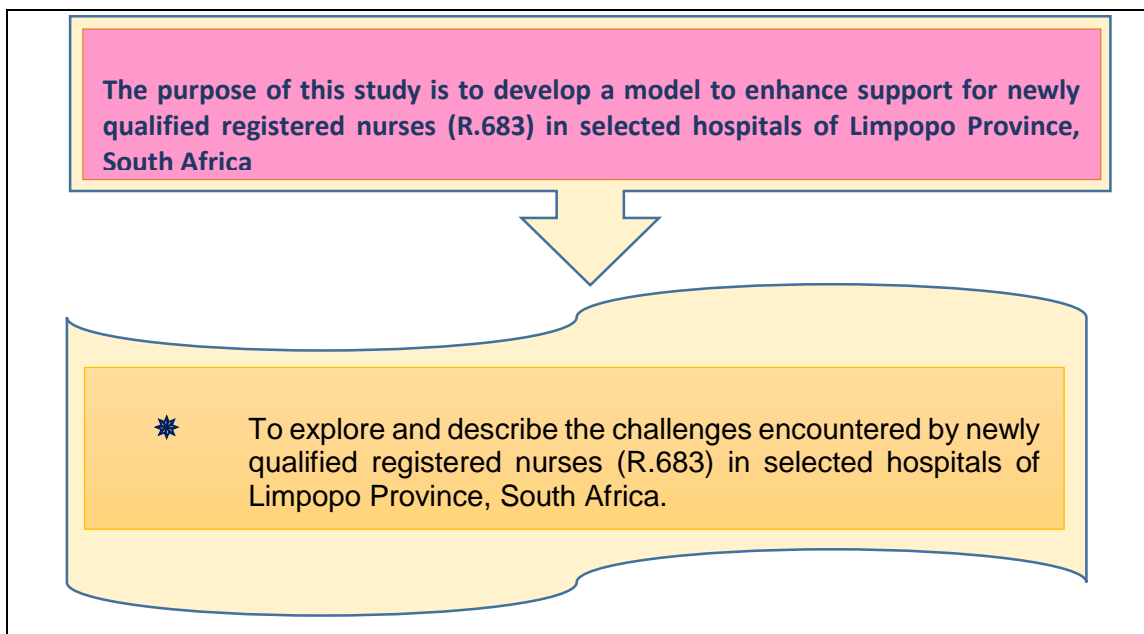 The purpose of this study is to develop a model to enhance support for newly
qualified registered nurses (R.683) in selected hospitals of Limpopo Province,
South Africa
To explore and describe the challenges encountered by newly
qualified registered nurses (R.683) in selected hospitals of
Limpopo Province, South Africa.